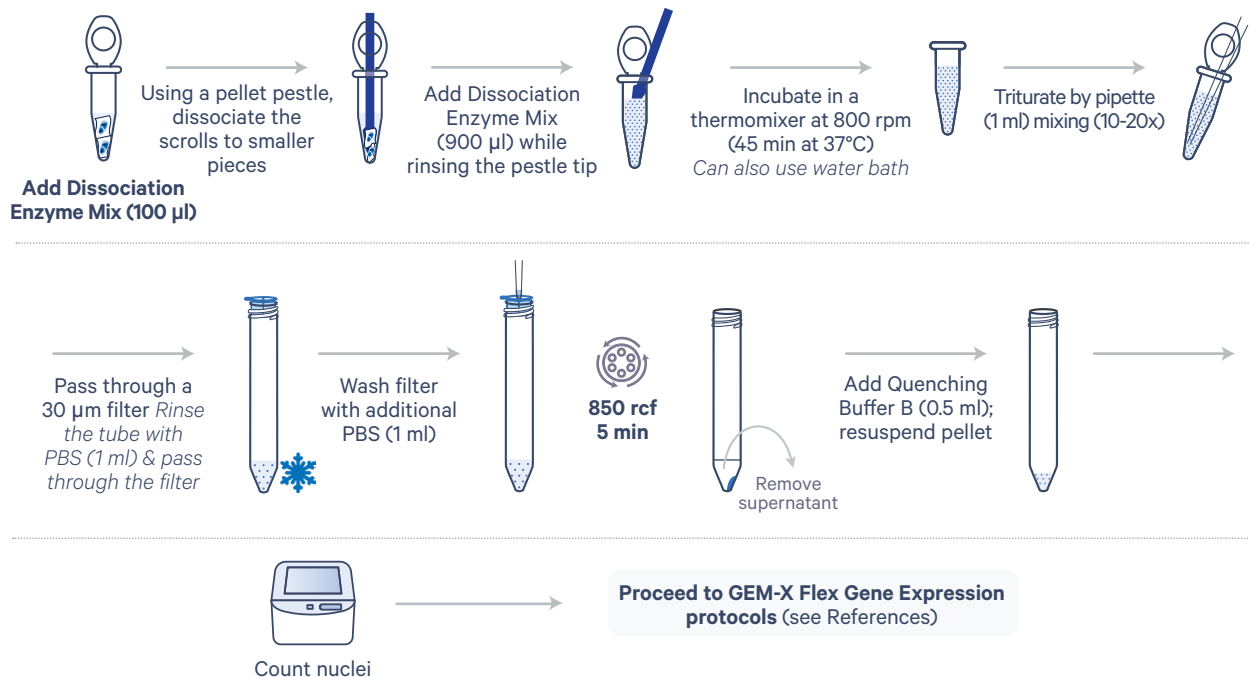 Add Dissociation
Enzyme Mix (100 µl)
Using a pellet pestle,
dissociate the
scrolls to smaller
pieces
Add Dissociation
Enzyme Mix
(900 µl) while
rinsing the pestle tip
Incubate in a
thermomixer at 800 rpm
(45 min at 37°C)
Can also use water bath
Triturate by pipette
(1 ml) mixing (10-20x)
Pass through a
30 µm filter Rinse
the tube with
PBS (1 ml) & pass
through the filter
Wash filter
with additional
PBS (1 ml)
850 rcf
5 min
Remove
supernatant
Add Quenching
Buffer B (0.5 ml);
resuspend pellet
Count nuclei
Proceed to GEM-X Flex Gene Expression
protocols (see References)